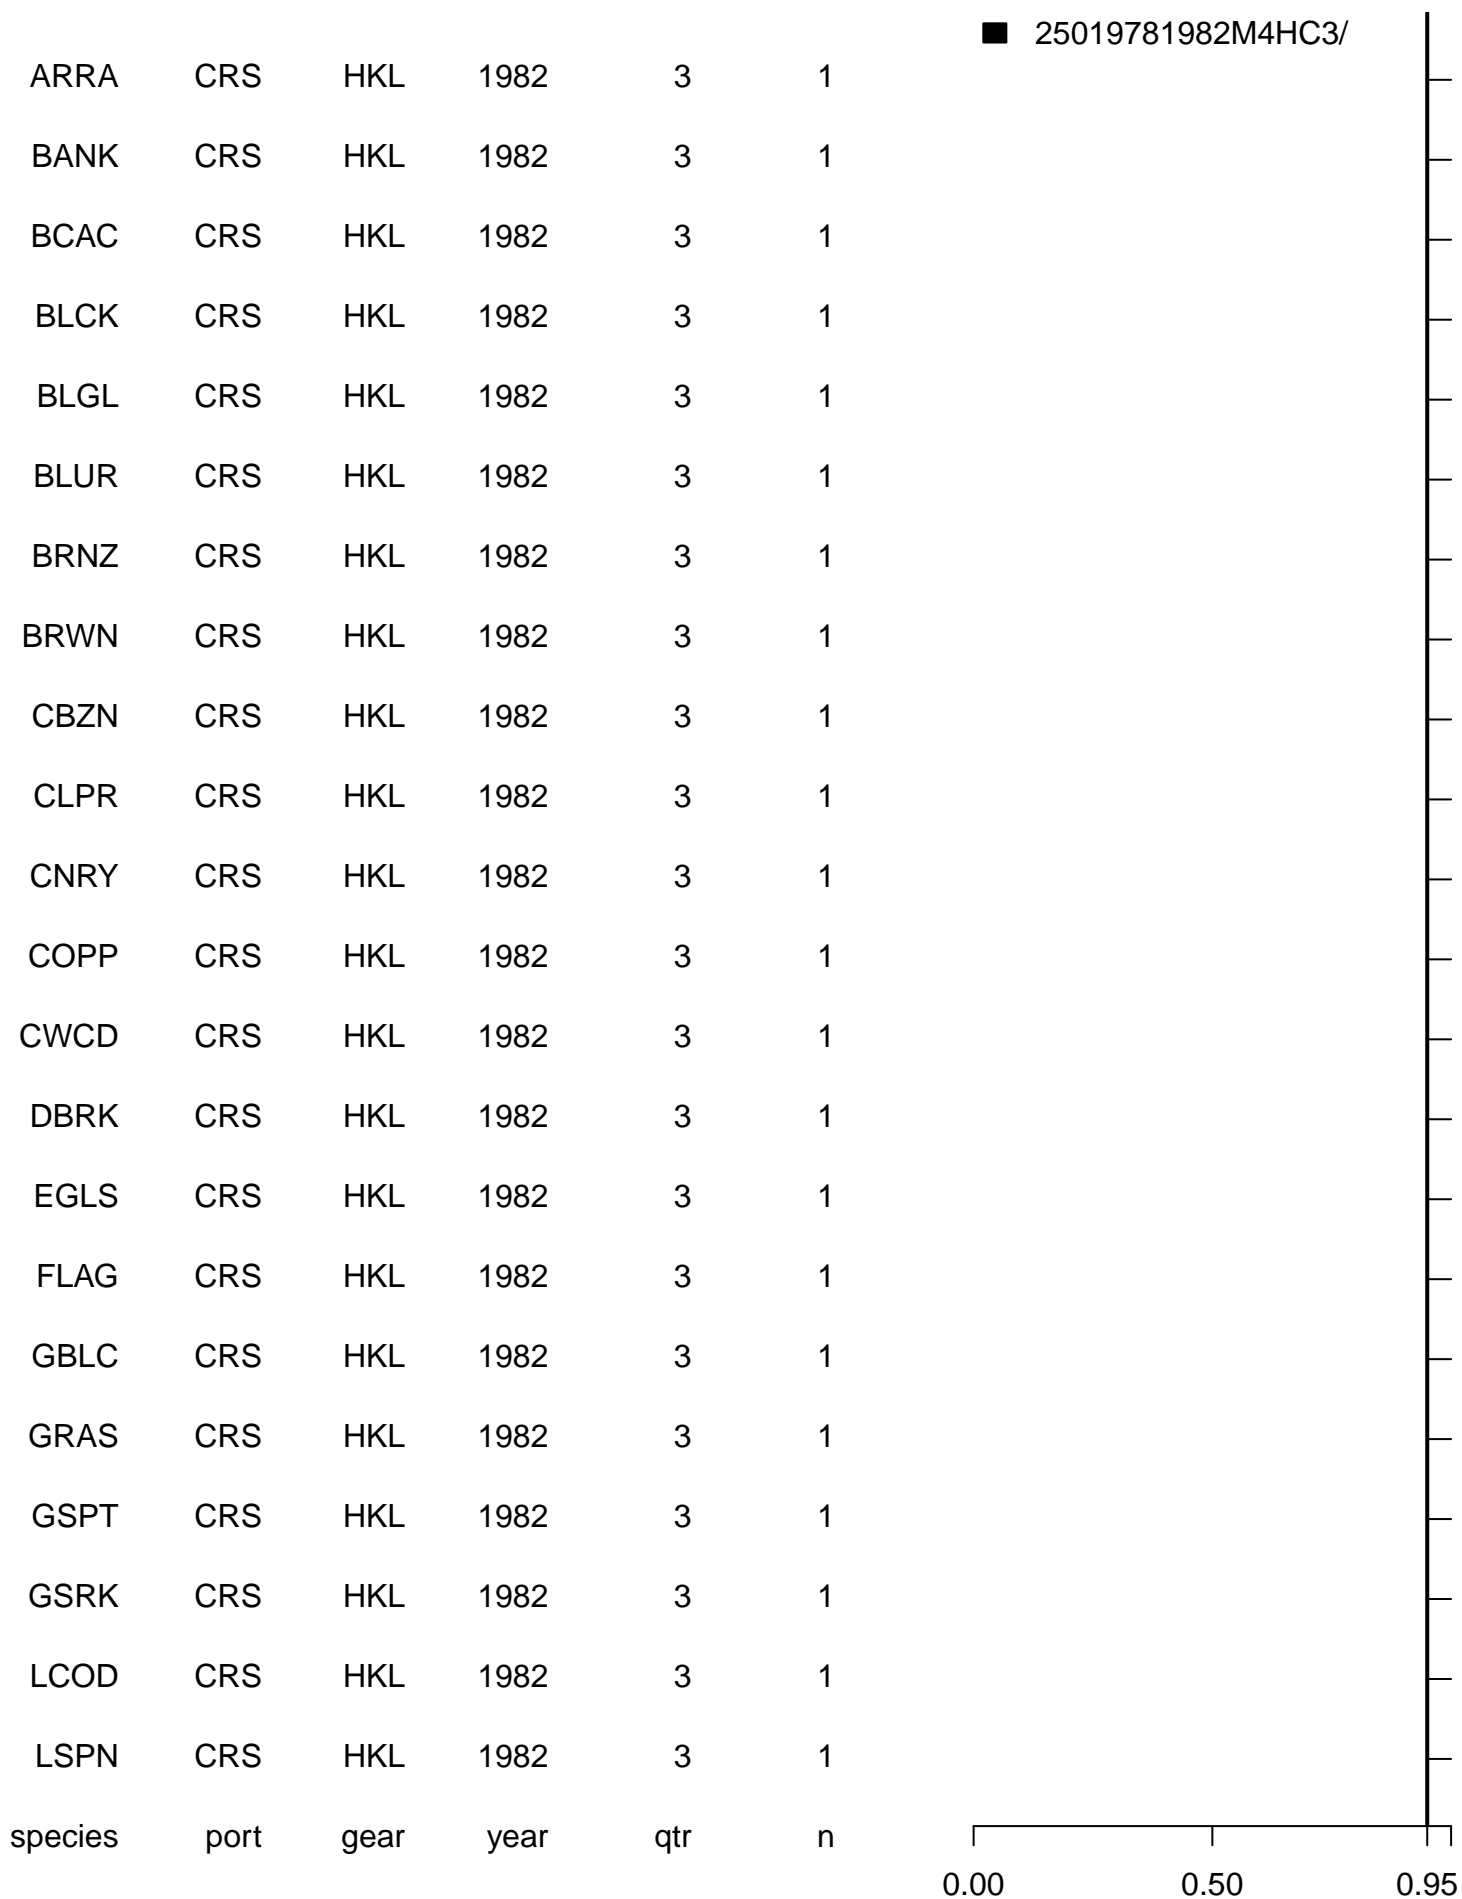 25019781982M4HC3/
ARRA CRS HKL 1982 3 1
BANK CRS HKL 1982 3 1
BCAC CRS HKL 1982 3 1
BLCK CRS HKL 1982 3 1
BLGL CRS HKL 1982 3 1
BLUR CRS HKL 1982 3 1
BRNZ CRS HKL 1982 3 1
BRWN CRS HKL 1982 3 1
CBZN CRS HKL 1982 3 1
CLPR CRS HKL 1982 3 1
CNRY CRS HKL 1982 3 1
COPP CRS HKL 1982 3 1
CWCD CRS HKL 1982 3 1
DBRK CRS HKL 1982 3 1
EGLS CRS HKL 1982 3 1
FLAG CRS HKL 1982 3 1
GBLC CRS HKL 1982 3 1
GRAS CRS HKL 1982 3 1
GSPT CRS HKL 1982 3 1
GSRK CRS HKL 1982 3 1
LCOD CRS HKL 1982 3 1
LSPN CRS HKL 1982 3 1
species port gear year qtr n
0.00 0.50 0.95